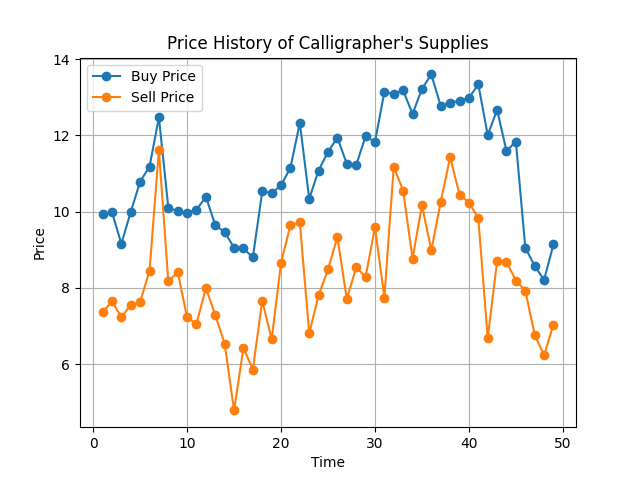 Price History of Calligrapher's Supplies
Buy Price
Sell Price
14
12
10
8
6
Price
0 10 20 30 40 50
Time